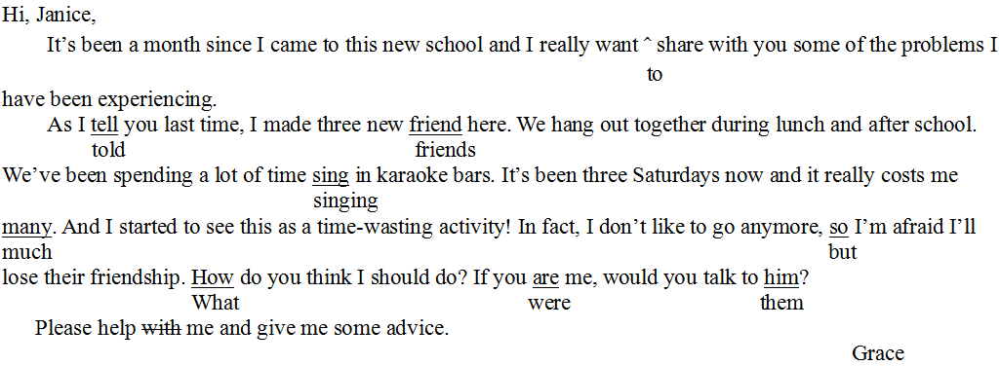 Hi, Janice,
It’s been a month since I came to this new school and I really want ˆ share with you some of the problems I
to
have been experiencing.
As I tell you last time, I made three new friend here. We hang out together during lunch and after school.
told friends
We’ve been spending a lot of time sing in karaoke bars. It’s been three Saturdays now and it really costs me
singing
many. And I started to see this as a time-wasting activity! In fact, I don’t like to go anymore, so I’m afraid I’ll
much but
lose their friendship. How do you think I should do? If you are me, would you talk to him?
What were them
Please help with me and give me some advice.
Grace